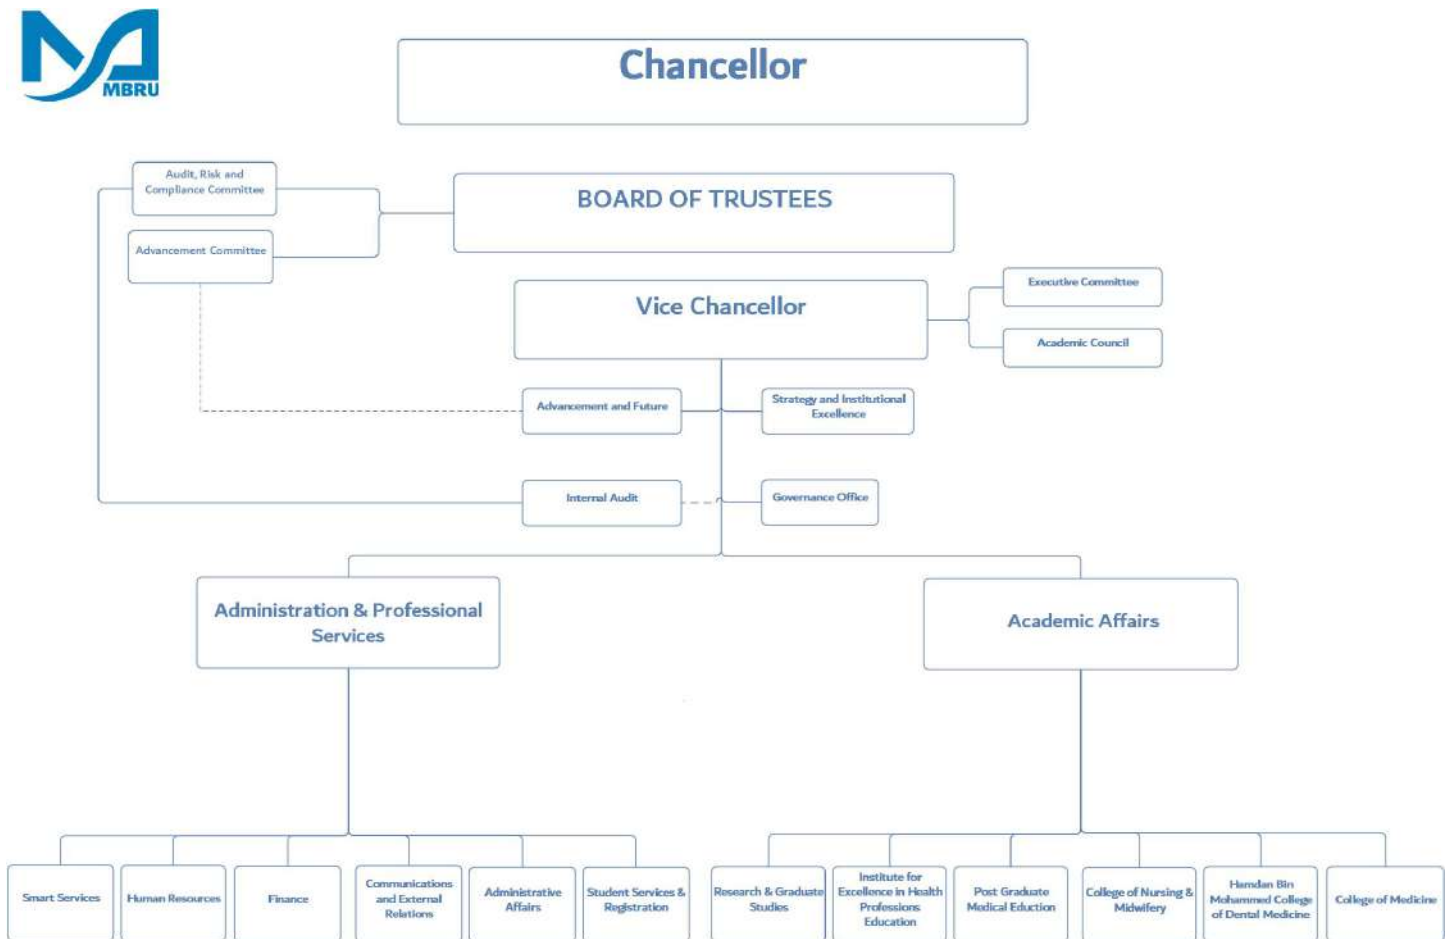 MBRU
Chancellor
Audit, Risk and
Compliance Committee
BOARD OF TRUSTEES
Advancement Committee
Vice Chancellor
Executive Committee
Academic Council
Advancement and Future
Strategy and Institutional
Excellence
Internal Audit
Governance Office
Administration & Professional
Services
Academic Affairs
Smart Services
Human Resources
Finance
Communications
and External
Relations
Administrative
Affairs
Student Services &
Registration
Research & Graduate
Studies
Institute for
Excellence in Health
Professions
Education
Post Graduate
Medical Eduction
College of Nursing &
Midwifery
Hamdan Bin
Mohammed College
of Dental Medicine
College of Medicine